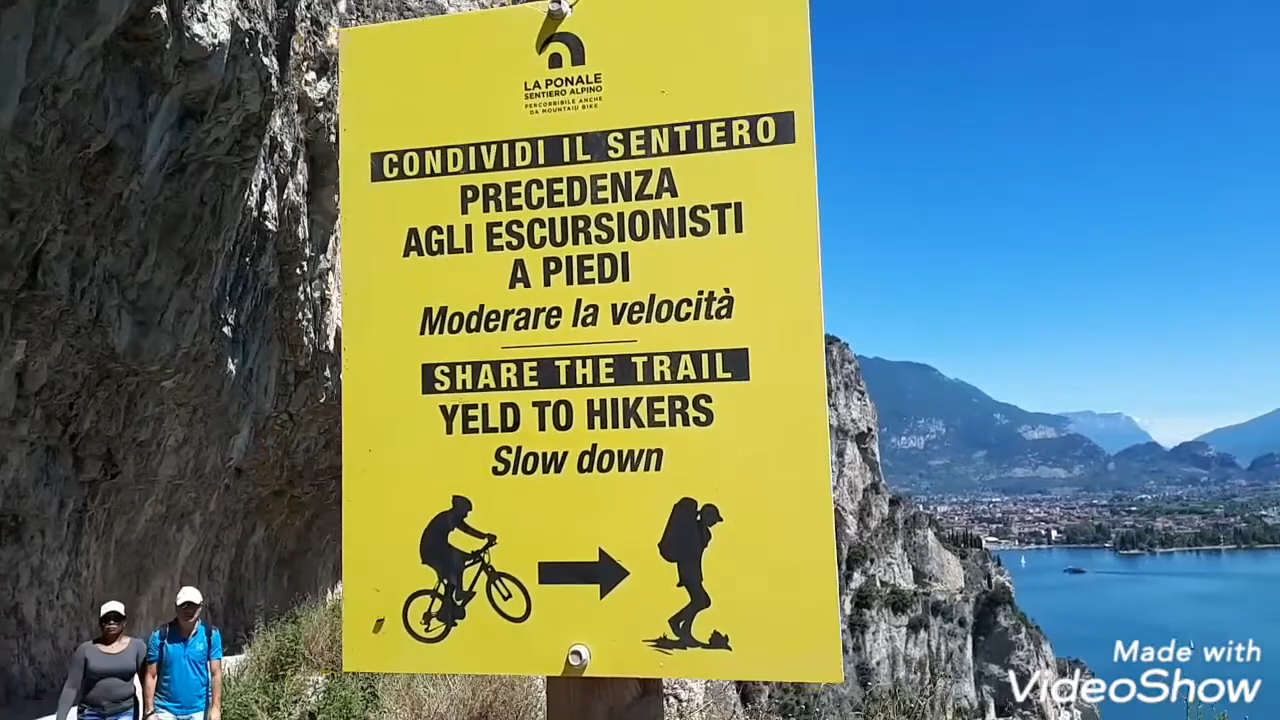 LA PONALE
SENTIERO ALPINO
PERCORRIBILE ANCHE
DA MOUNTAIN BIKE
CONDIVIDI IL SENTIERO
PRECEDENZA
AGLI ESCURSIONISTI
A PIEDI
Moderare la velocità
SHARE THE TRAIL
YELD TO HIKERS
Slow down
Made with
VideoShow